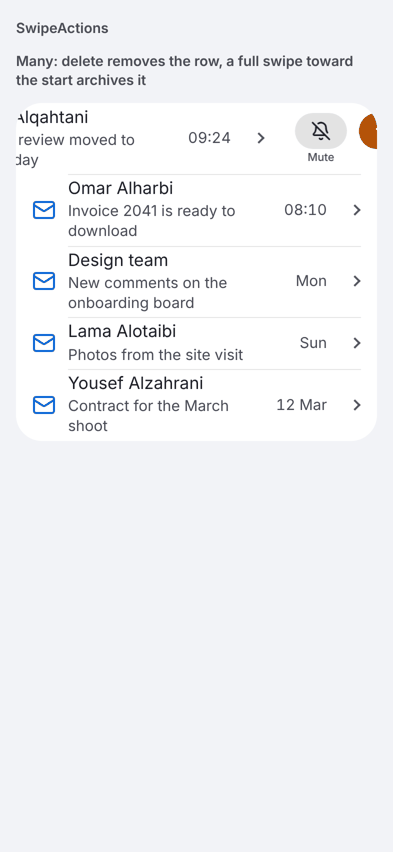 SwipeActions
Many: delete removes the row, a full swipe toward
the start archives it
Alqahtani
review moved to
09:24
Mute
Omar Alharbi
Invoice 2041 is ready to
download
08:10
Design team
New comments on the
onboarding board
Mon
Lama Alotaibi
Photos from the site visit
Sun
Yousef Alzahrani
Contract for the March
shoot
12 Mar